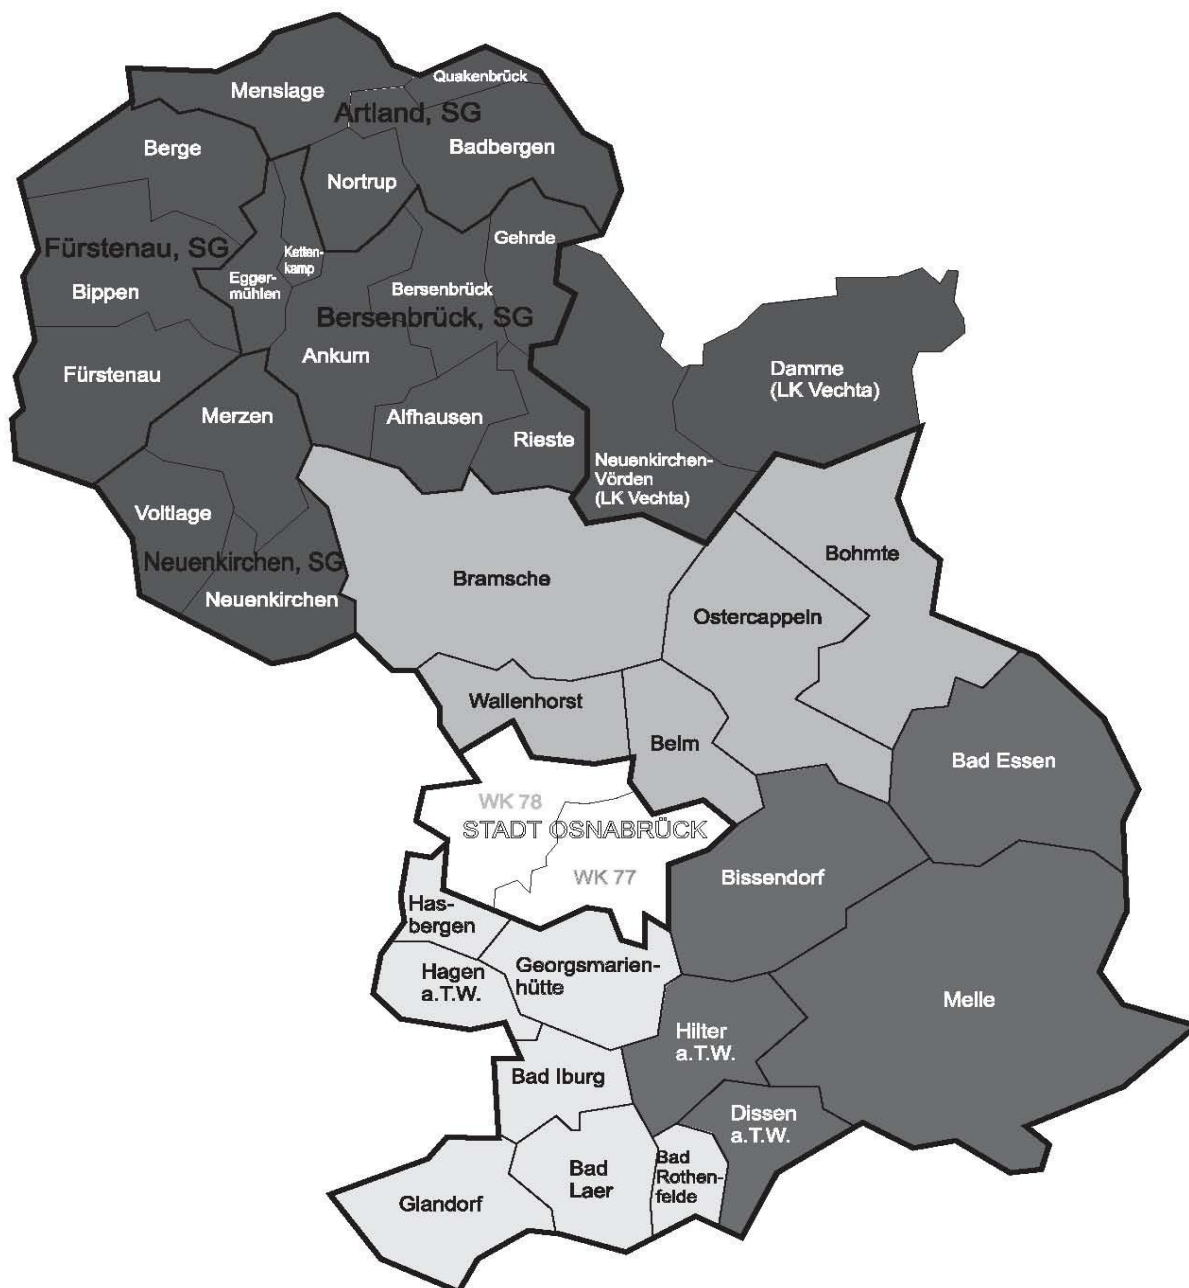 Quakenbrück
Menslage
Artland, SG
Berge
Badbergen
Nortrup
Gehrde
Fürstenau, SG
Ketten-
kamp
Egger-
mühlen
Bippen
Bersenbrück
Bersenbrück, SG
Ankum
Fürstenau
Damme
(LK Vechta)
Merzen
Alfhausen
Rieste
Neuenkirchen-
Vörden
(LK Vechta)
Voltlage
Neuenkirchen, SG
Neuenkirchen
Bramsche
Bohmte
Ostercappeln
Wallenhorst
Belm
Bad Essen
WK 78
STADT OSNABRÜCK
WK 77
Bissendorf
Has-
bergen
Georgsmarien-
hütte
Hagen
a.T.W.
Melle
Hilter
a.T.W.
Bad Iburg
Dissen
a.T.W.
Bad
Laer
Bad
Rothen-
felde
Glandorf